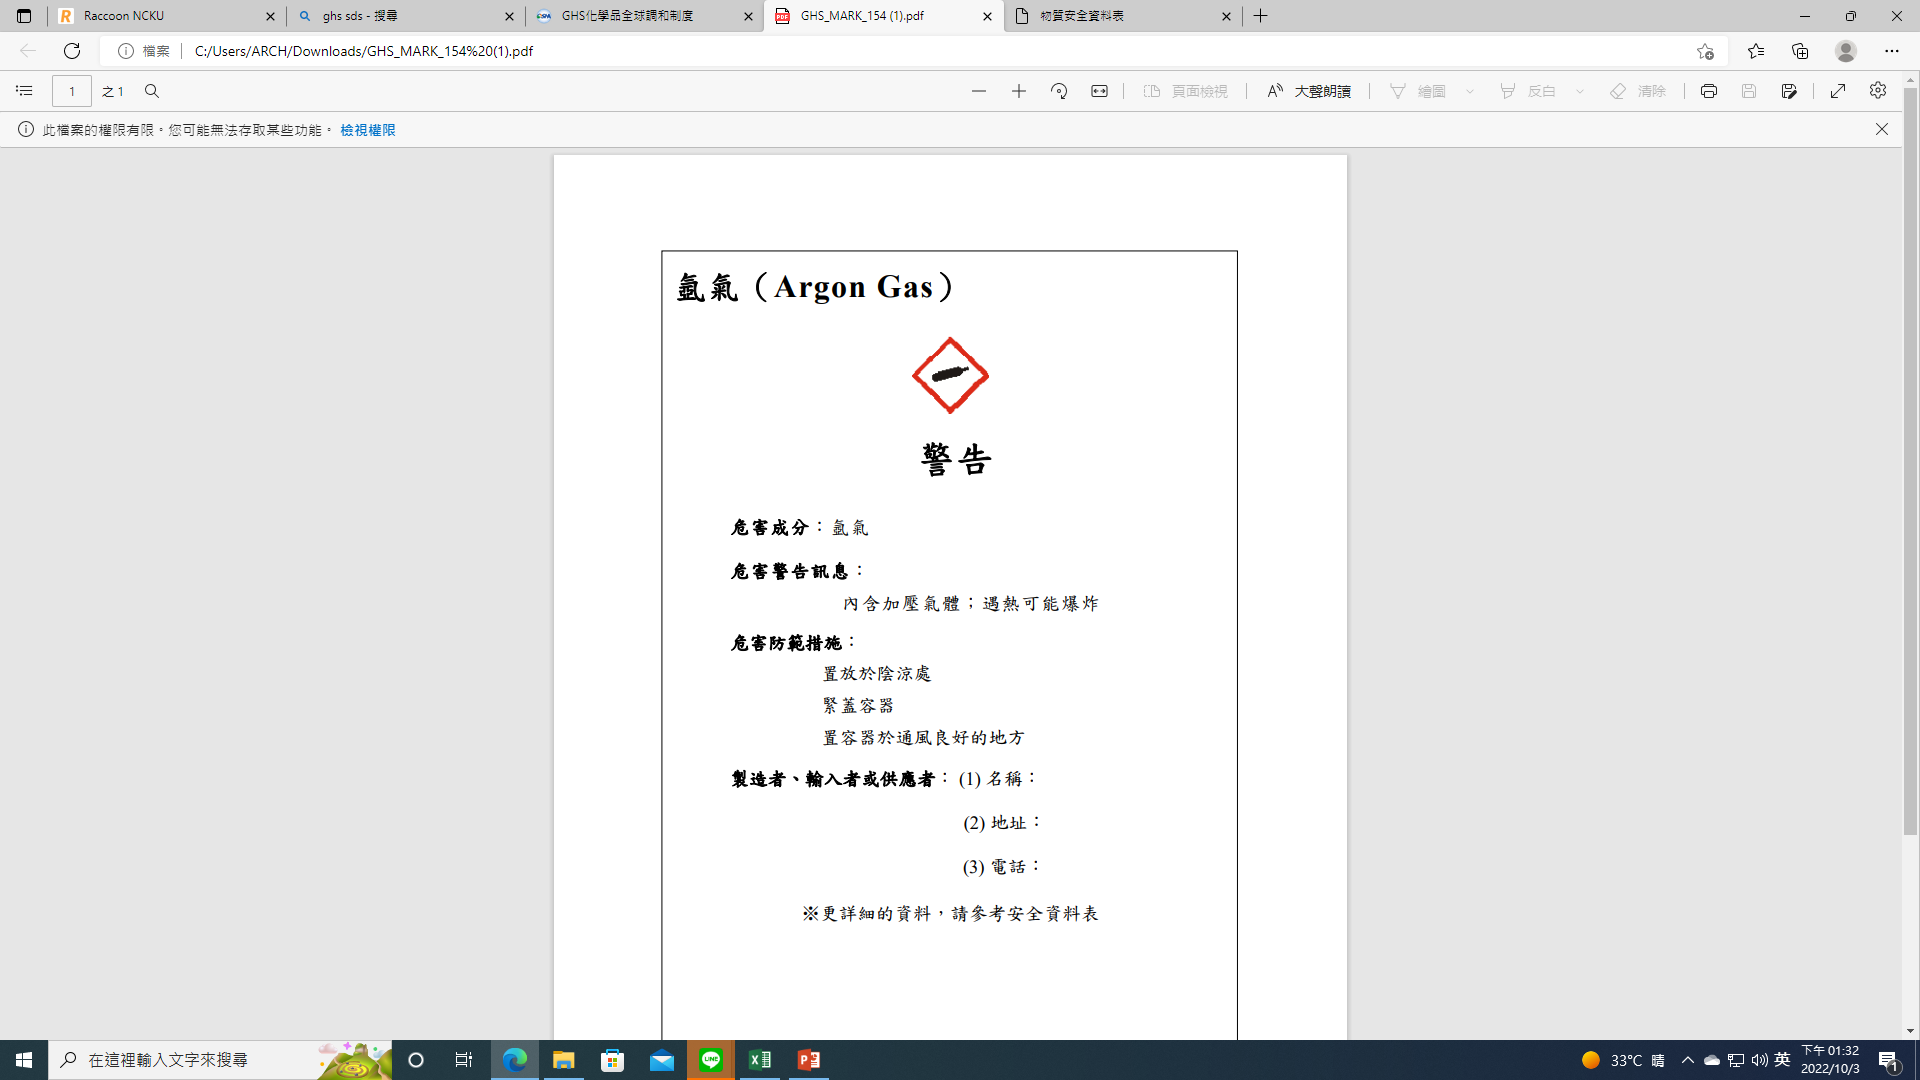 Raccoon NCKU
ghs sds - 搜尋
GHS化學品全球調和制度
GHS_MARK_154 (1).pdf
物質安全資料表
檔案
C:/Users/ARCH/Downloads/GHS_MARK_154%20(1).pdf
1 之 1
頁面檢視
大聲朗讀
繪圖
反白
清除
此檔案的權限有限。您可能無法存取某些功能。 檢視權限
氬氣（Argon Gas）
警告
危害成分：氬氣
危害警告訊息：
內含加壓氣體；遇熱可能爆炸
危害防範措施：
置放於陰涼處
緊蓋容器
置容器於通風良好的地方
製造者、輸入者或供應者：(1) 名稱：
(2) 地址：
(3) 電話：
※更詳細的資料，請參考安全資料表
在這裡輸入文字來搜尋
33°C 晴
英
下午 01:32
2022/10/3
1